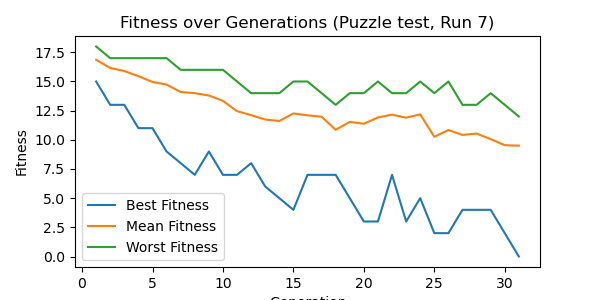 Fitness over Generations (Puzzle test, Run 7)
Fitness
17.5
15.0
12.5
10.0
7.5
5.0
2.5
0.0
Best Fitness
Mean Fitness
Worst Fitness
0 5 10 15 20 25 30
Generation